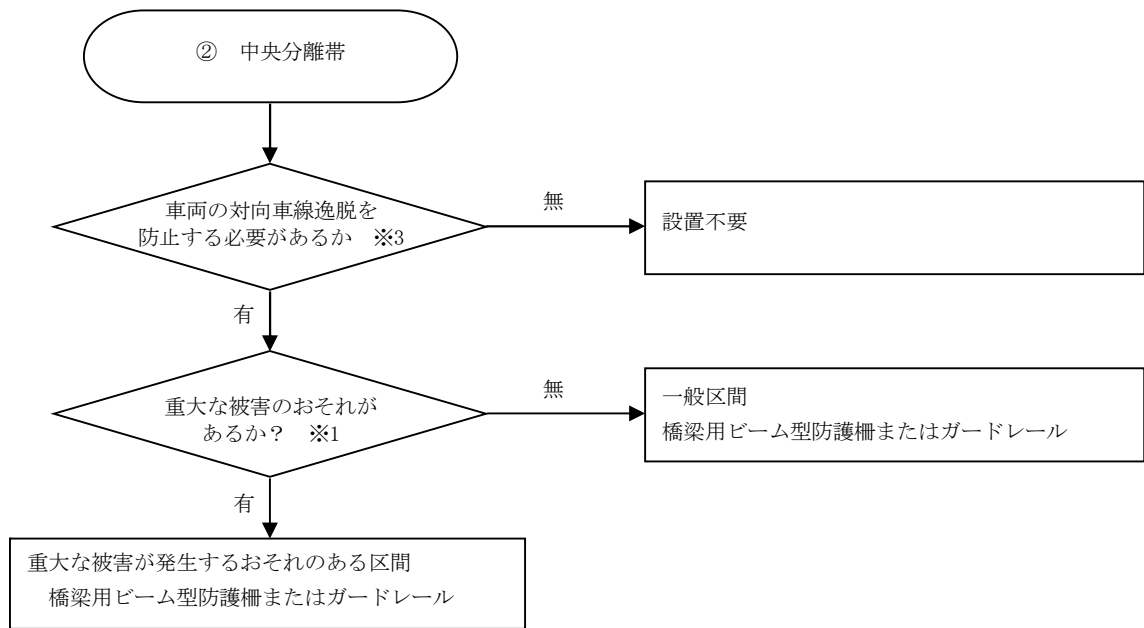 ② 中央分離帯
車両の対向車線逸脱を
防止する必要があるか ※3
無
設置不要
有
重大な被害のおそれが
あるか？ ※1
無
一般区間
橋梁用ビーム型防護柵またはガードレール
有
重大な被害が発生するおそれのある区間
橋梁用ビーム型防護柵またはガードレール